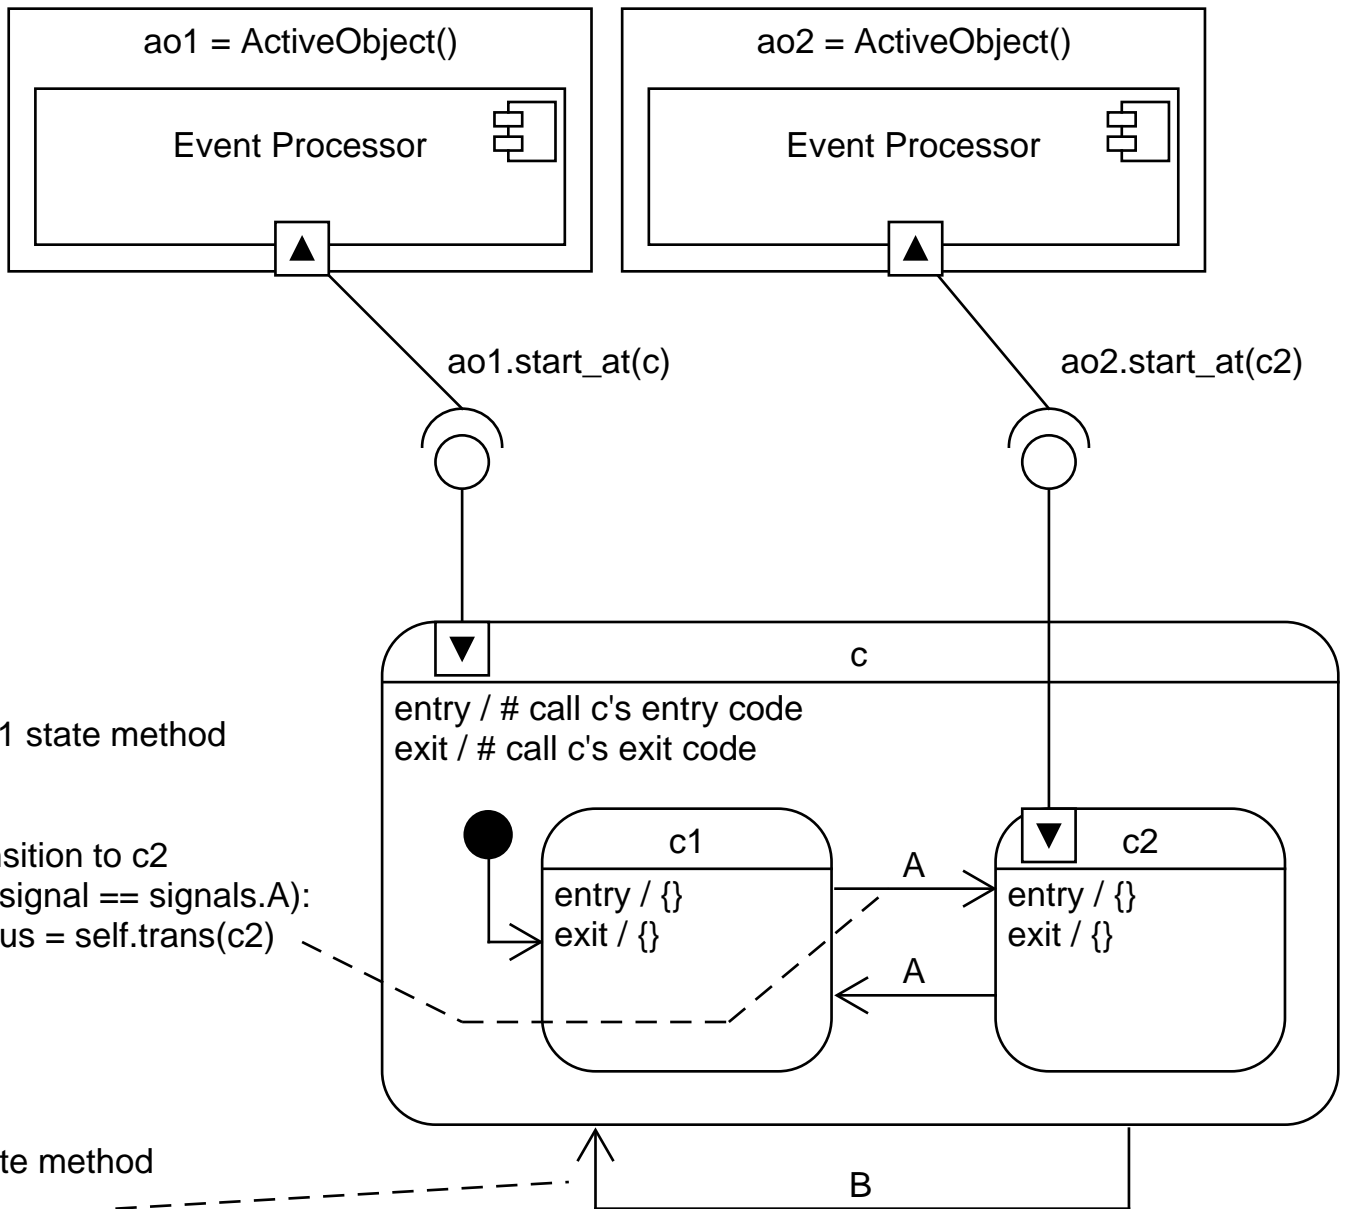 ao1 = ActiveObject()
ao2 = ActiveObject()
Event Processor
Event Processor
ao1.start_at(c)
ao2.start_at(c2)
c
entry / # call c's entry code
exit / # call c's exit code
1 state method
c1
c2
sition to c2
signal == signals.A):
us = self.trans(c2)
A
entry / {}
exit / {}
entry / {}
exit / {}
A
te method
B